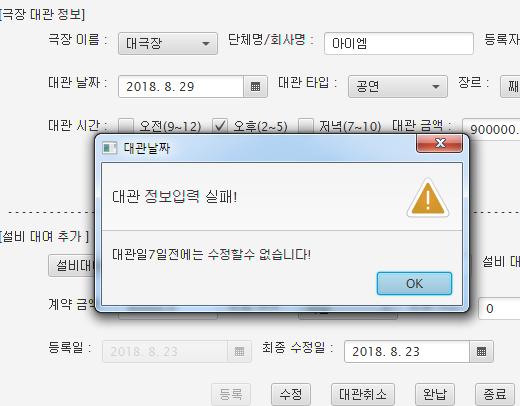 [극장 대관 정보]
극장 이름 : 대극장 단체명/회사명 : 아이엠 등록자
대관 날짜 : 2018. 8. 29 대관 타입 : 공연 장르 :
대관 시간 : 오전(9~12) 오후(2~5) 저녁(7~10) 대관 금액 : 900000.
대관날짜
대관 정보입력 실패!
대관일7일전에는 수정할수 없습니다!
OK
[설비 대여 추가 ]
설비대여 설비 대
계약 금액 0
등록일 : 2018. 8. 23 최종 수정일 : 2018. 8. 23
등록 수정 대관취소 완납 종료